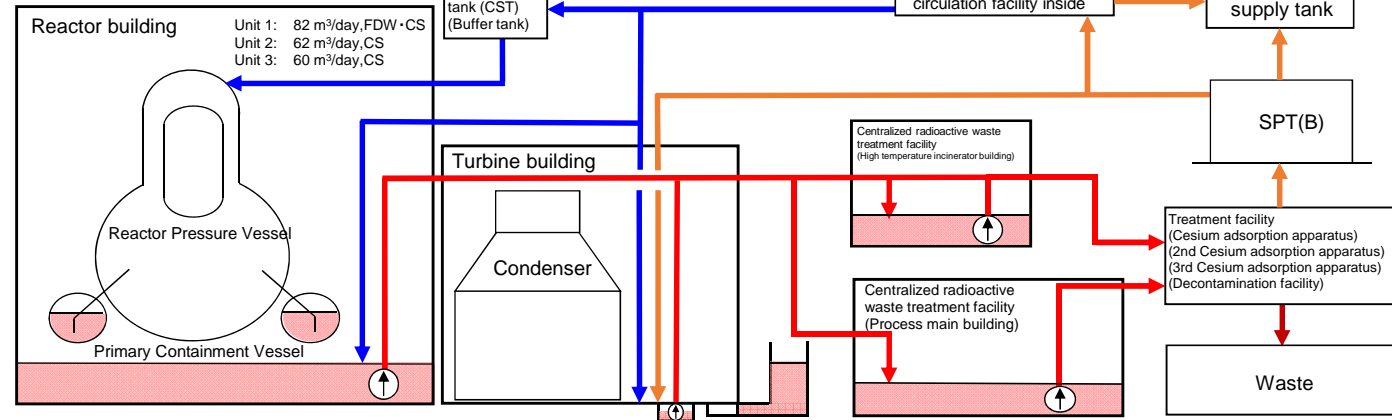 Reactor building
Unit 1: 82 m³/day,FDW・CS
Unit 2: 62 m³/day,CS
Unit 3: 60 m³/day,CS
tank (CST)
(Buffer tank)
circulation facility inside
supply tank
SPT(B)
Centralized radioactive waste
treatment facility
(High temperature incinerator building)
Turbine building
Reactor Pressure Vessel
Condenser
Treatment facility
(Cesium adsorption apparatus)
(2nd Cesium adsorption apparatus)
(3rd Cesium adsorption apparatus)
(Decontamination facility)
Centralized radioactive
waste treatment facility
(Process main building)
Primary Containment Vessel
Waste